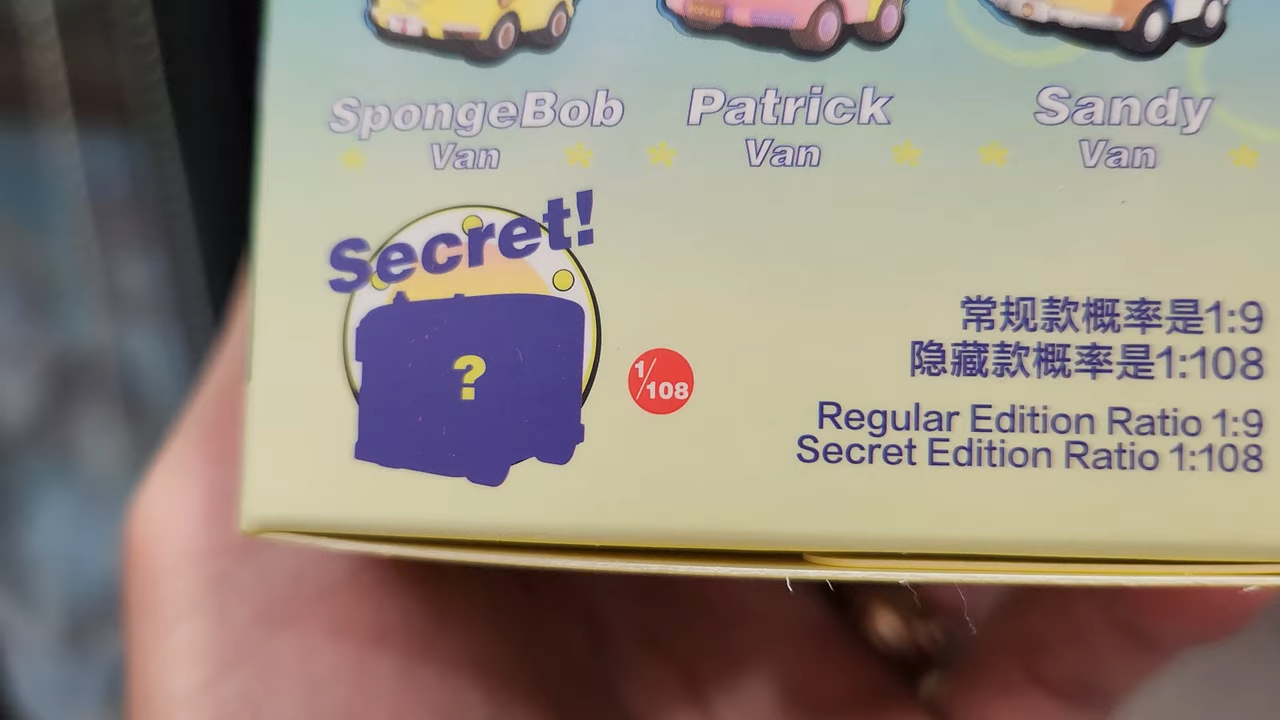 SpongeBob
Van
Patrick
Van
Sandy
Van
Secret!
?
1/108
常规款概率是1:9
隐藏款概率是1:108
Regular Edition Ratio 1:9
Secret Edition Ratio 1:108